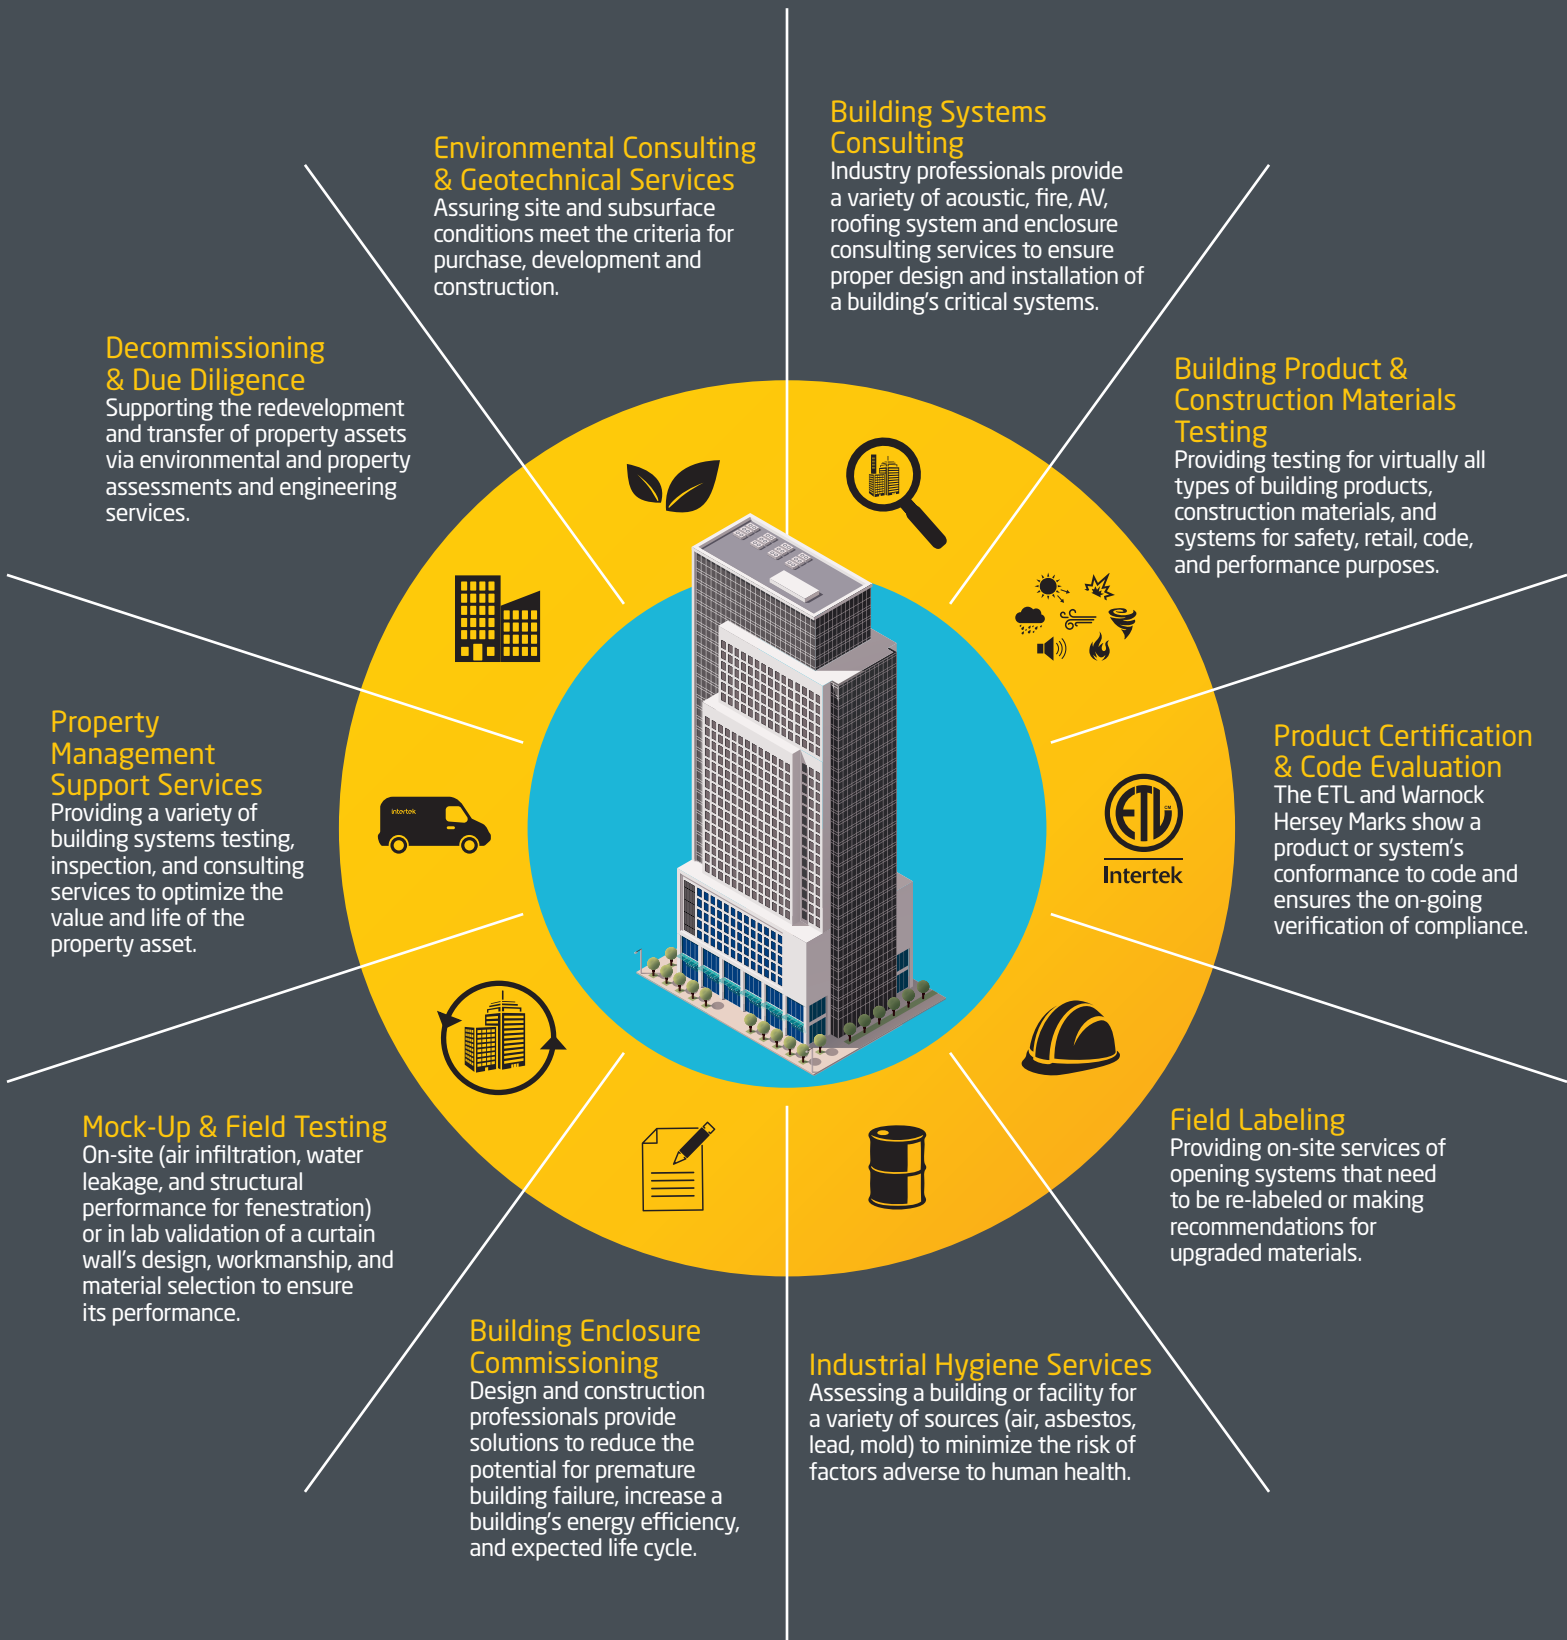 Building Systems
Consulting
Industry professionals provide
a variety of acoustic, fire, AV,
roofing system and enclosure
consulting services to ensure
proper design and installation of
a building's critical systems.
Building Product &
Construction Materials
Testing
Providing testing for virtually all
types of building products,
construction materials, and
systems for safety, retail, code,
and performance purposes.
Product Certification
& Code Evaluation
The ETL and Warnock
Hersey Marks show a
product or system's
conformance to code and
ensures the on-going
verification of compliance.
ETL
CM
Intertek
Field Labeling
Providing on-site services of
opening systems that need
to be re-labeled or making
recommendations for
upgraded materials.
Industrial Hygiene Services
Assessing a building or facility for
a variety of sources (air, asbestos,
lead, mold) to minimize the risk of
factors adverse to human health.
Building Enclosure
Commissioning
Design and construction
professionals provide
solutions to reduce the
potential for premature
building failure, increase a
building's energy efficiency,
and expected life cycle.
Mock-Up & Field Testing
On-site (air infiltration, water
leakage, and structural
performance for fenestration)
or in lab validation of a curtain
wall's design, workmanship, and
material selection to ensure
its performance.
Property
Management
Support Services
Providing a variety of
building systems testing,
inspection, and consulting
services to optimize the
value and life of the
property asset.
intertek
Decommissioning
& Due Diligence
Supporting the redevelopment
and transfer of property assets
via environmental and property
assessments and engineering
services.
Environmental Consulting
& Geotechnical Services
Assuring site and subsurface
conditions meet the criteria for
purchase, development and
construction.